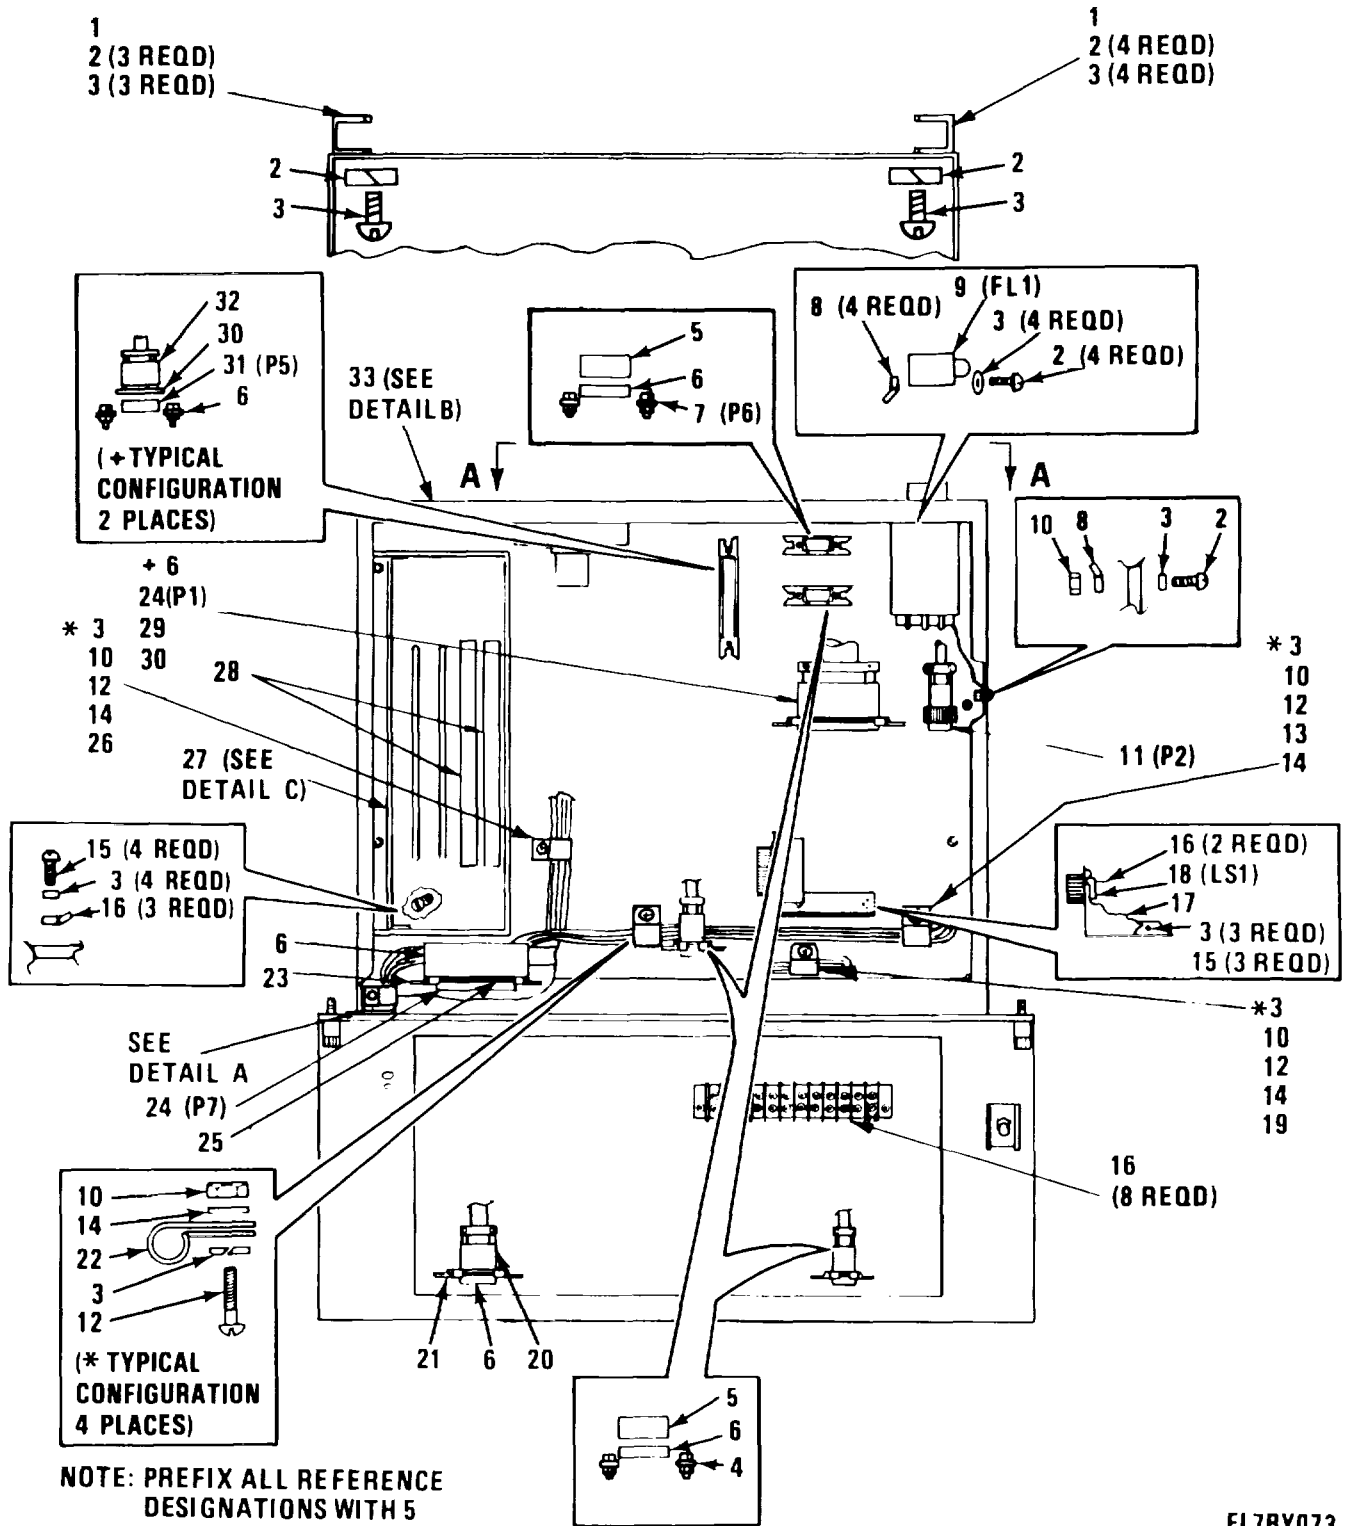 1
2 (3 REQD)
3 (3 REQD)
1
2 (4 REQD)
3 (4 REQD)
2
3
2
3
32
30
31 (P5)
6
(+ TYPICAL
CONFIGURATION
2 PLACES)
33 (SEE
DETAIL B)
5
6
7 (P6)
9 (FL1)
8 (4 REQD)
3 (4 REQD)
2 (4 REQD)
A
A
10
8
3
2
+ 6
24(P1)
29
30
* 3
10
12
14
26
28
27 (SEE
DETAIL C)
* 3
10
12
13
14
11 (P2)
15 (4 REQD)
3 (4 REQD)
16 (3 REQD)
16 (2 REQD)
18 (LS1)
17
3 (3 REQD)
15 (3 REQD)
6
23
SEE
DETAIL A
24 (P7)
25
*3
10
12
14
19
16
(8 REQD)
10
14
22
3
12
(* TYPICAL
CONFIGURATION
4 PLACES)
21
6
20
5
6
4
NOTE: PREFIX ALL REFERENCE
DESIGNATIONS WITH 5
EL7BY073